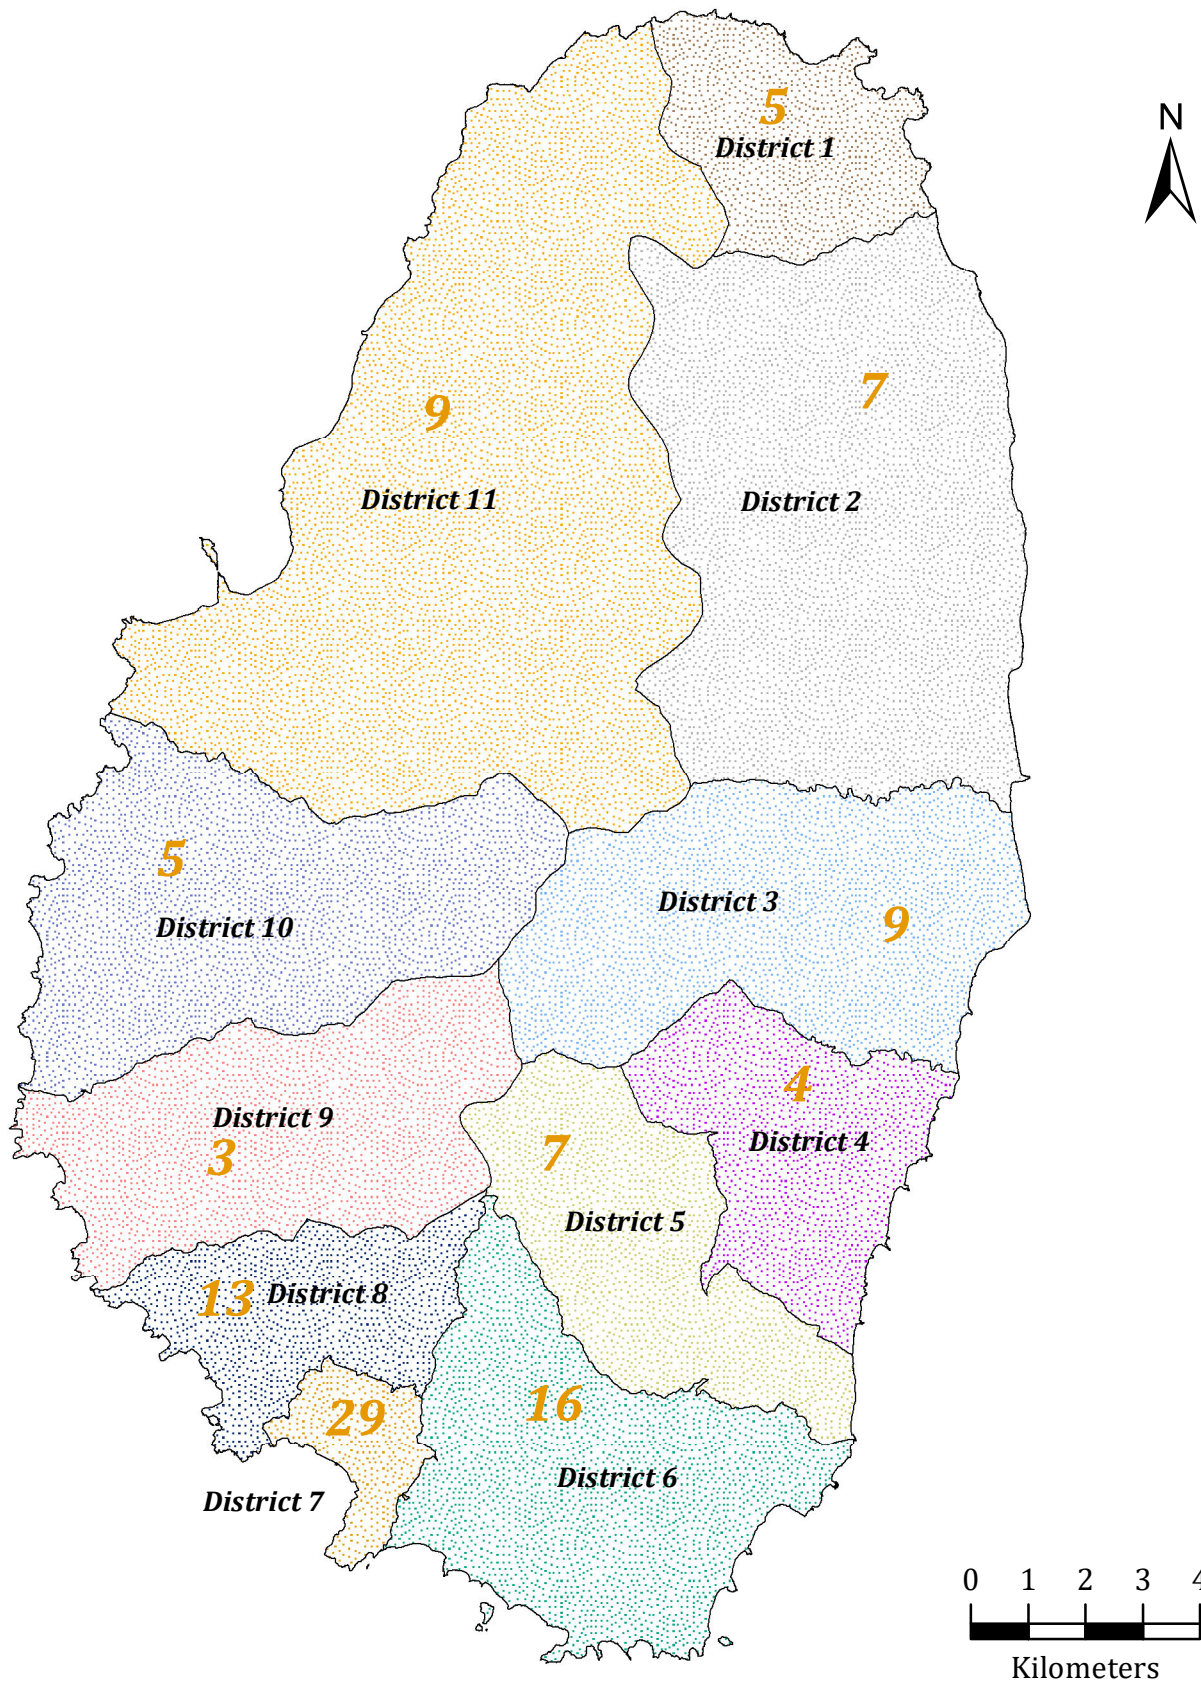 5
District 1
N
7
District 2
9
District 11
5
District 10
District 3
9
4
District 4
District 9
3
7
District 5
13 District 8
29
District 7
16
District 6
0 1 2 3 4
Kilometers